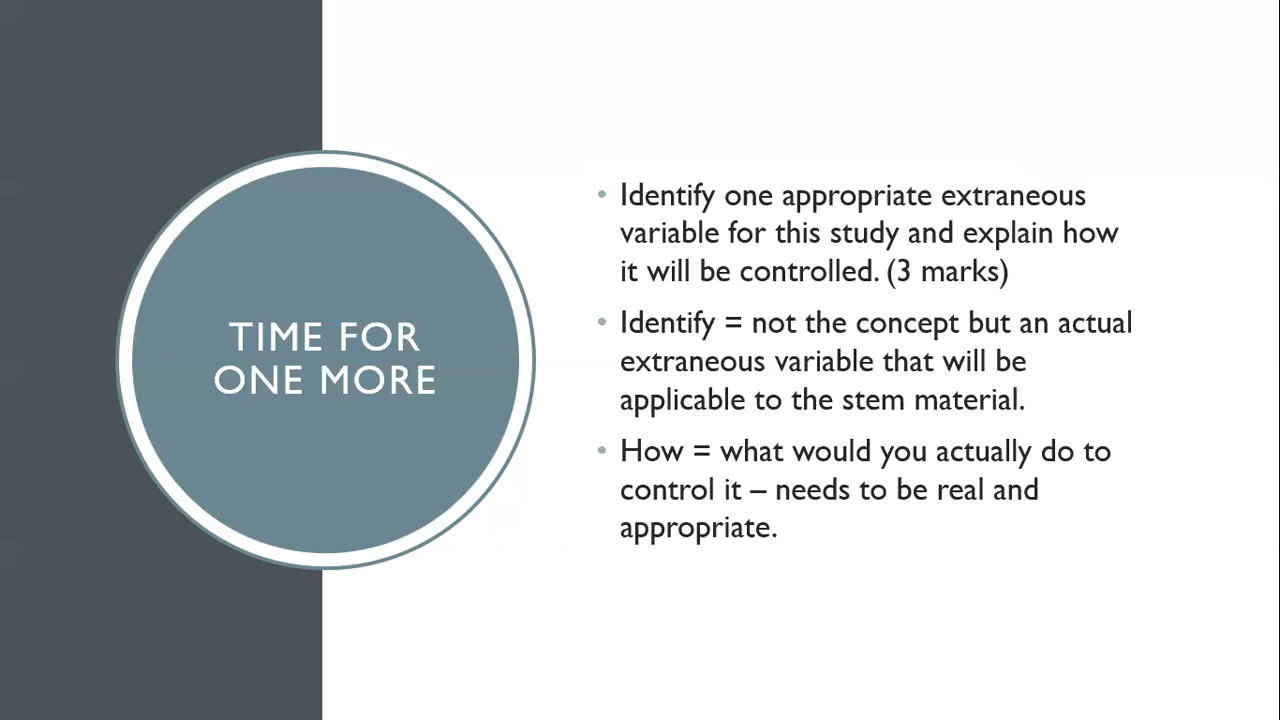 TIME FOR
ONE MORE
• Identify one appropriate extraneous
variable for this study and explain how
it will be controlled. (3 marks)
• Identify = not the concept but an actual
extraneous variable that will be
applicable to the stem material.
• How = what would you actually do to
control it – needs to be real and
appropriate.